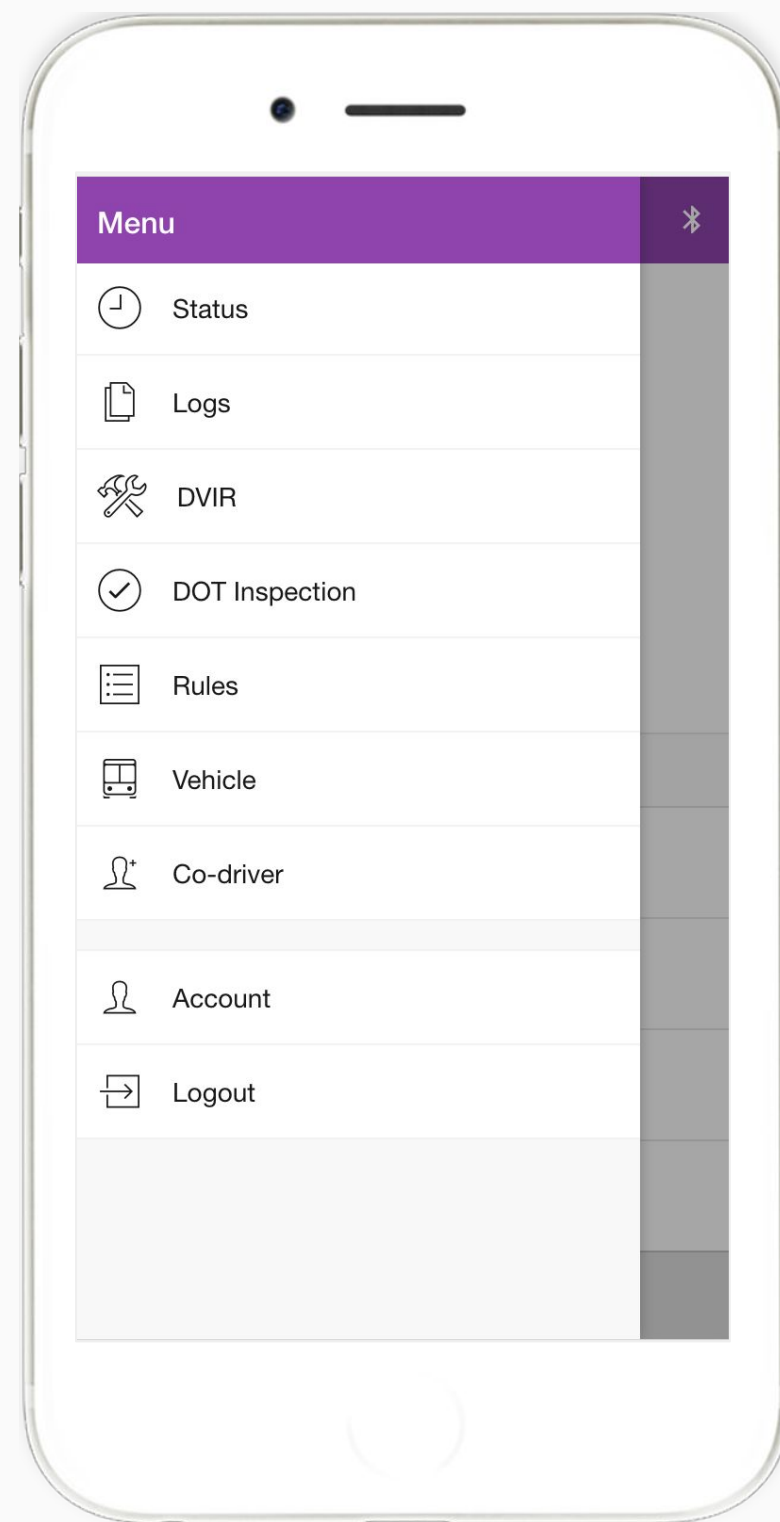 Menu
Status
Logs
DVIR
DOT Inspection
Rules
Vehicle
Co-driver
Account
Logout